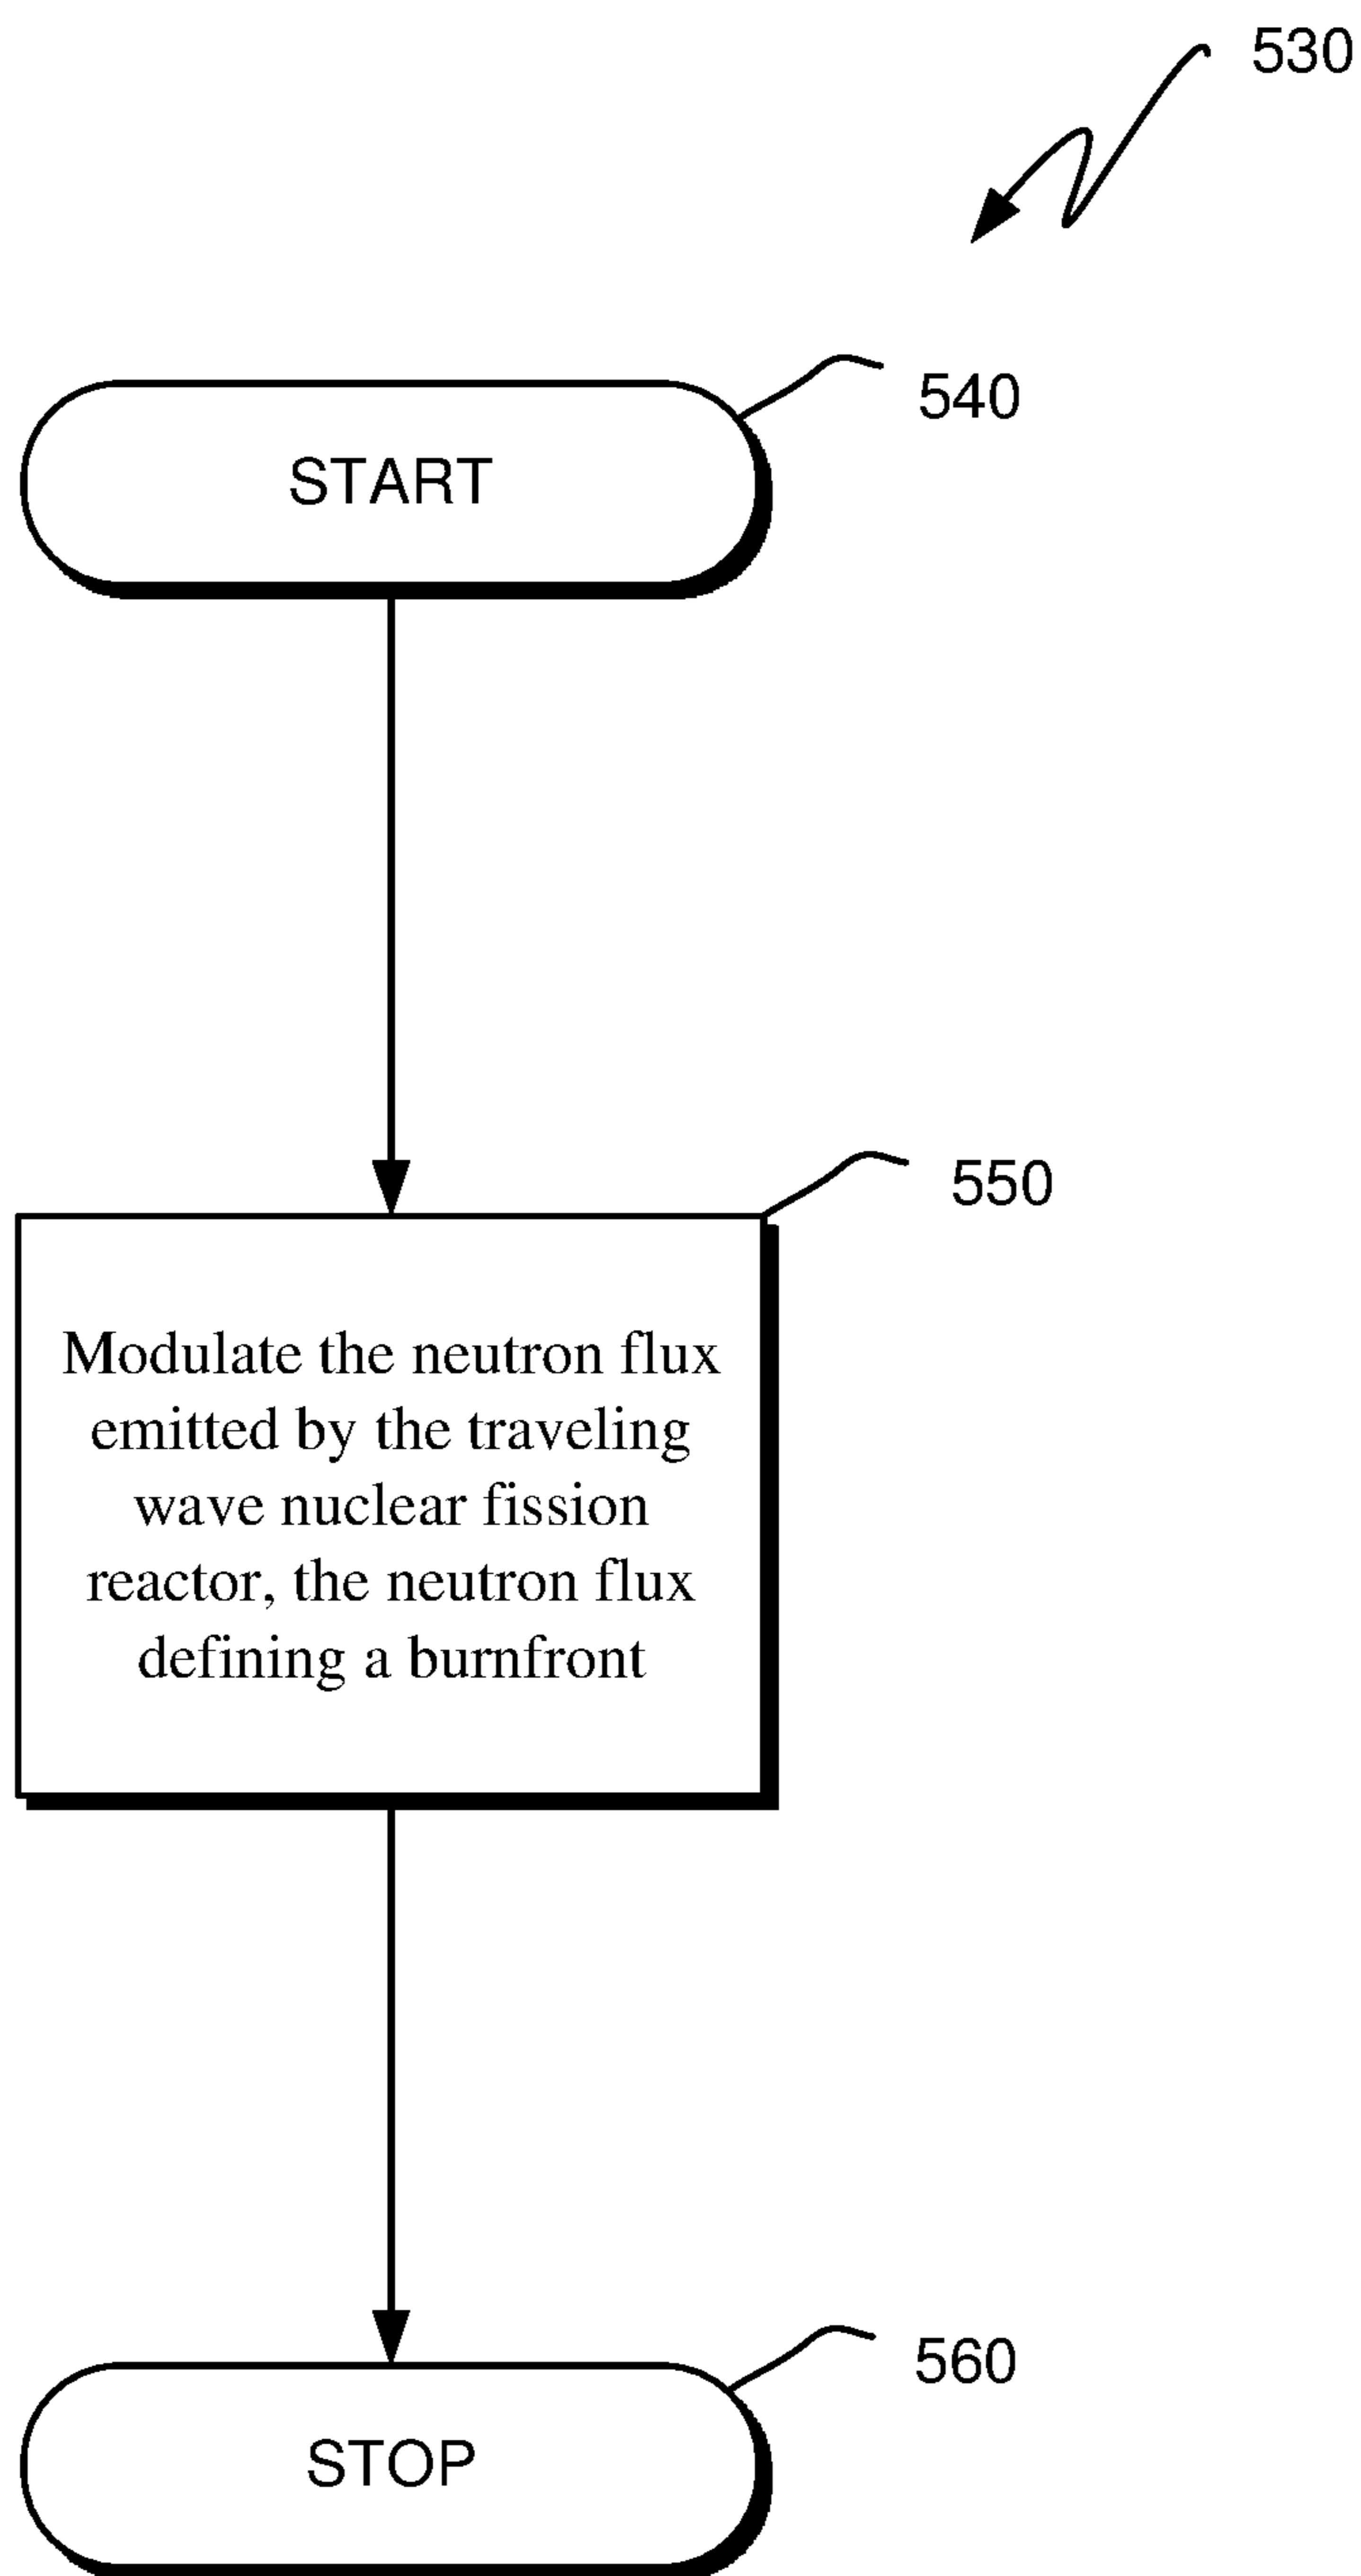 530
540
START
550
Modulate the neutron flux
emitted by the traveling
wave nuclear fission
reactor, the neutron flux
defining a burnfront
560
STOP